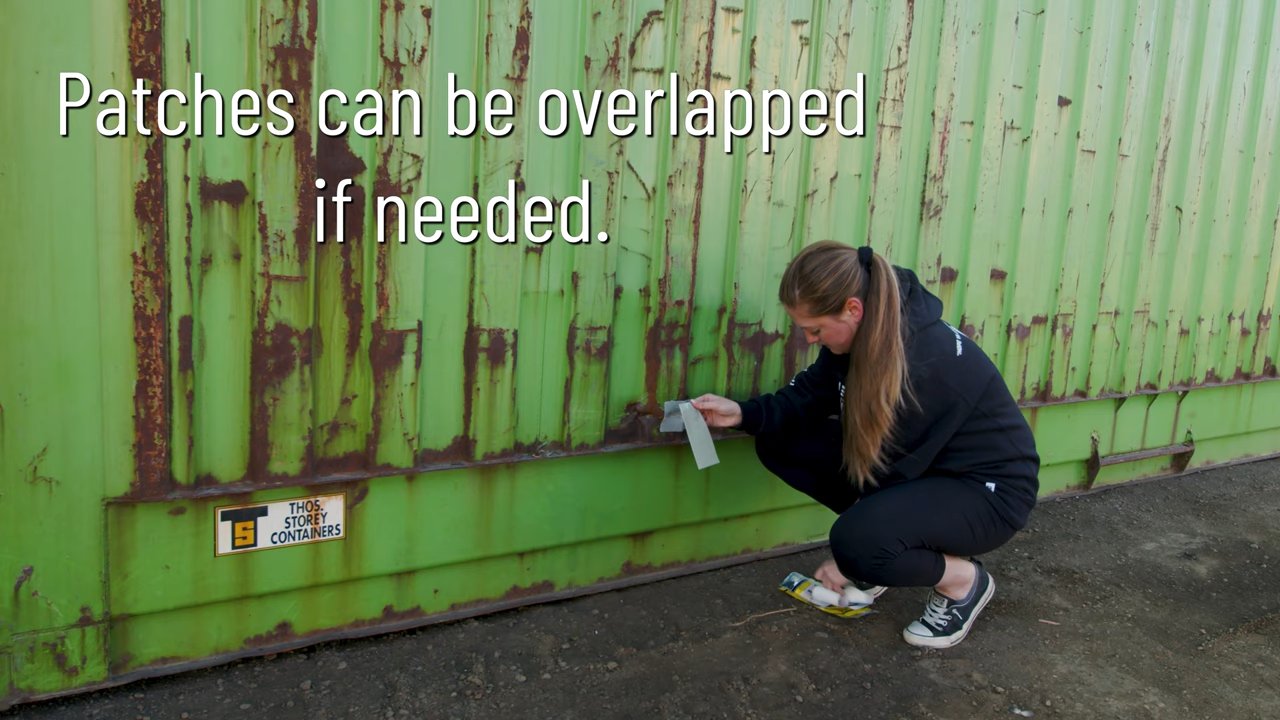 Patches can be overlapped
if needed.
TS
THOS.
STOREY
CONTAINERS